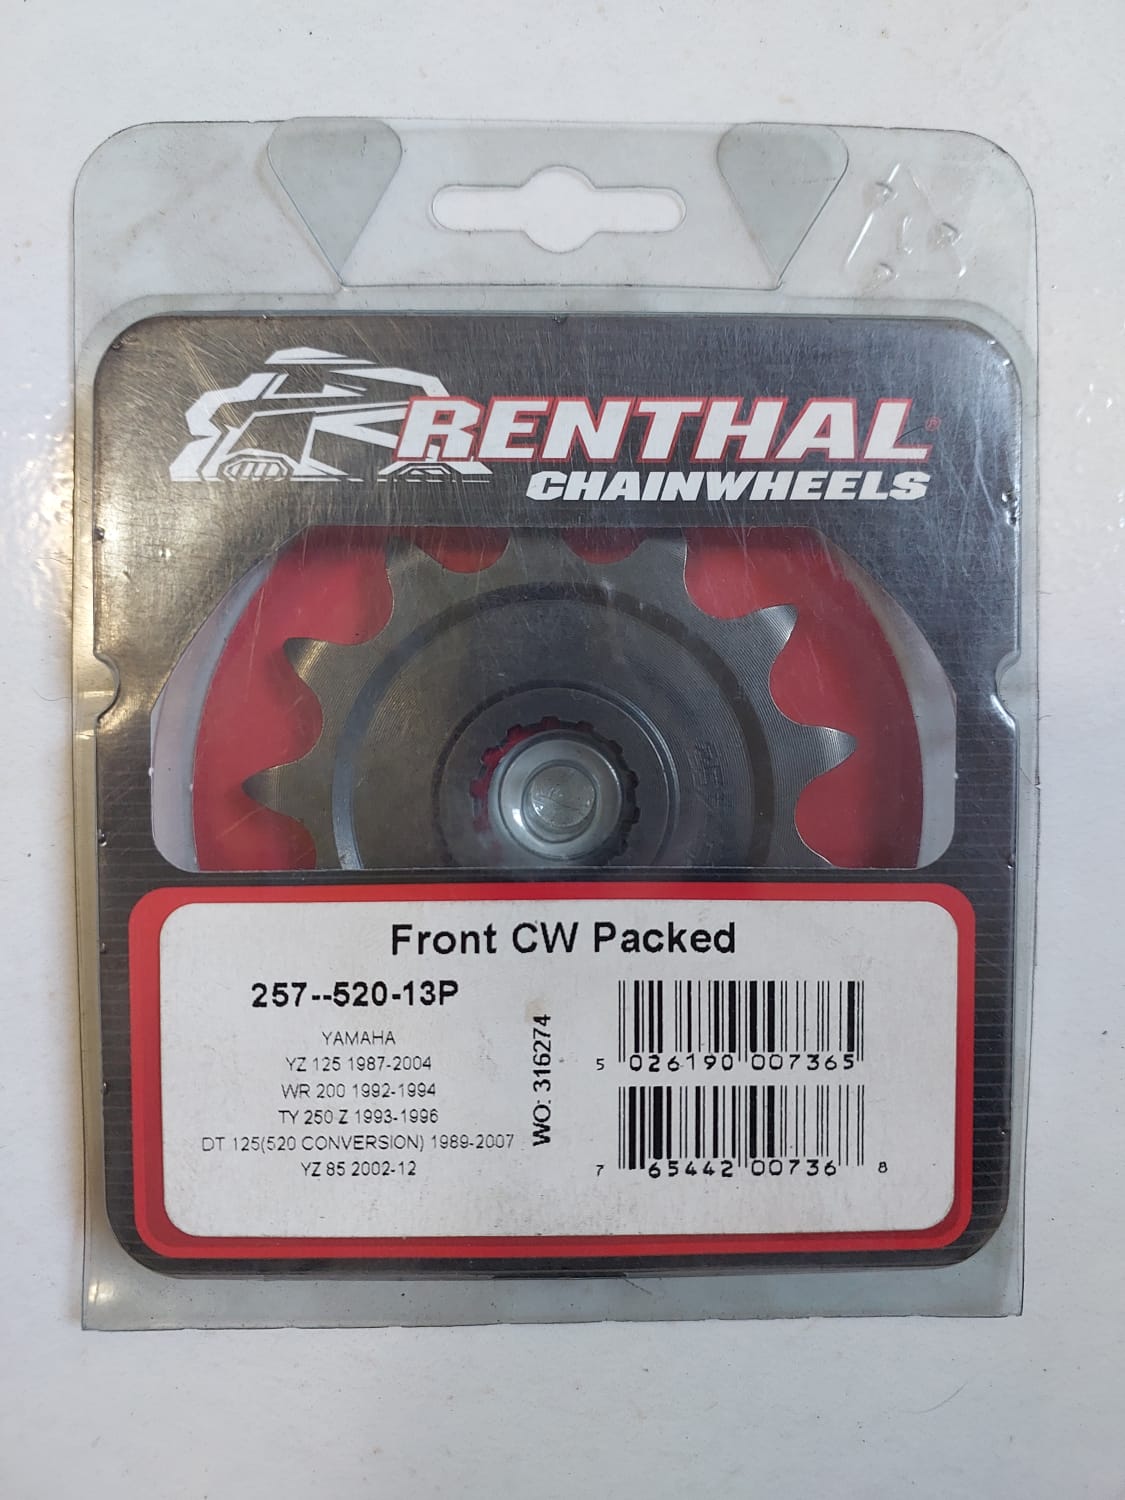 RENTHAL®
CHAINWHEELS
Front CW Packed
257--520-13P
YAMAHA
YZ 125 1987-2004
WR 200 1992-1994
TY 250 Z 1993-1996
DT 125(520 CONVERSION) 1989-2007
YZ 85 2002-12
WO: 316274
5 026190 007365
7 65442 00736 8